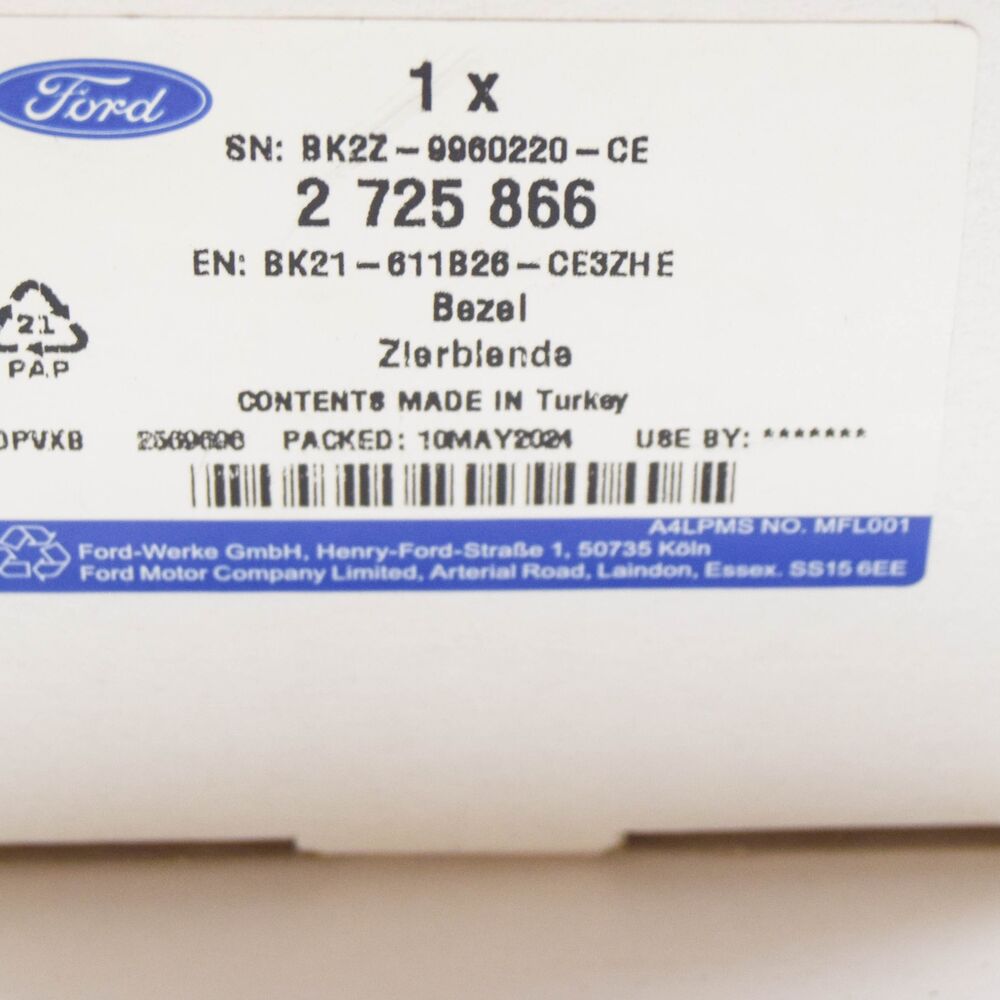 Ford
1 x
SN: BK2Z-9960220-CE
2 725 866
EN: BK21-611B26-CE3ZHE
Bezel
Zierblende
21
PAP
CONTENTS MADE IN Turkey
PACKED: 10MAY2024 USE BY: *******
A4LPMS NO. MFL001
Ford-Werke GmbH, Henry-Ford-Straße 1, 50735 Köln
Ford Motor Company Limited, Arterial Road, Laindon, Essex. SS15 6EE